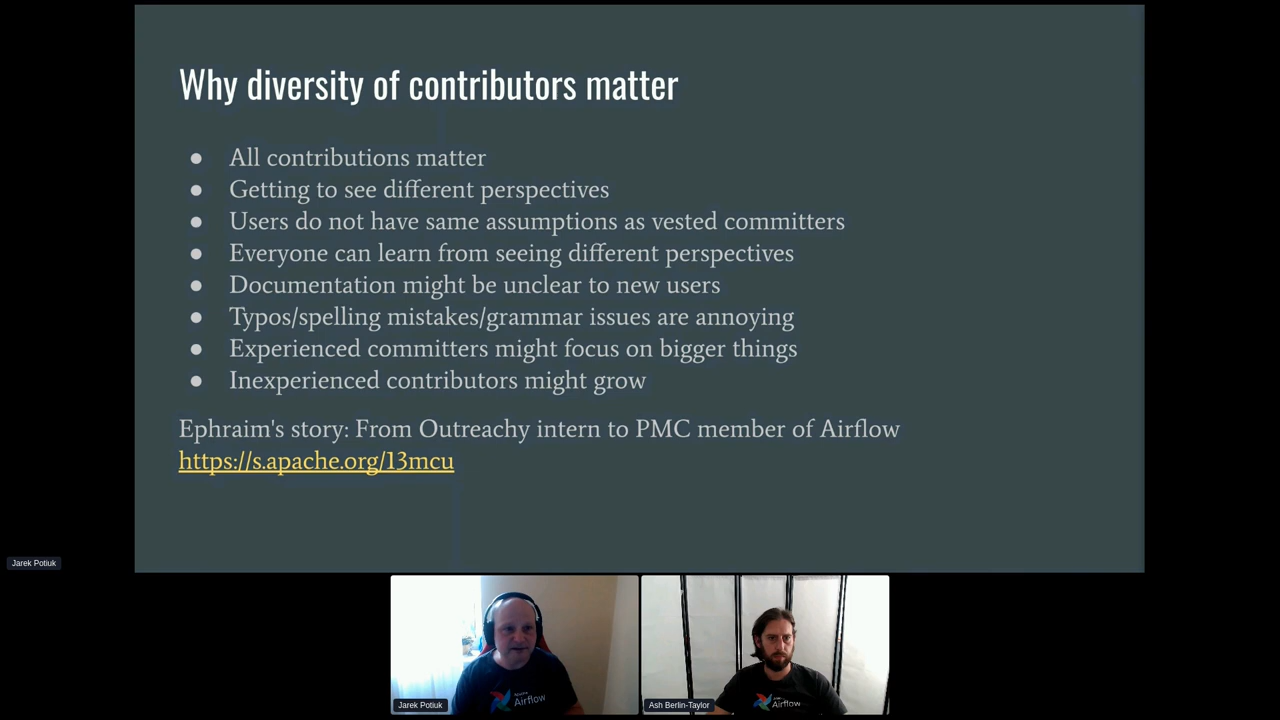 Why diversity of contributors matter
● All contributions matter
● Getting to see different perspectives
● Users do not have same assumptions as vested committers
● Everyone can learn from seeing different perspectives
● Documentation might be unclear to new users
● Typos/spelling mistakes/grammar issues are annoying
● Experienced committers might focus on bigger things
● Inexperienced contributors might grow
Ephraim's story: From Outreachy intern to PMC member of Airflow
https://s.apache.org/13mcu
Jarek Potiuk
Airflow
Jarek Potiuk
Airflow
Ash Berlin-Taylor